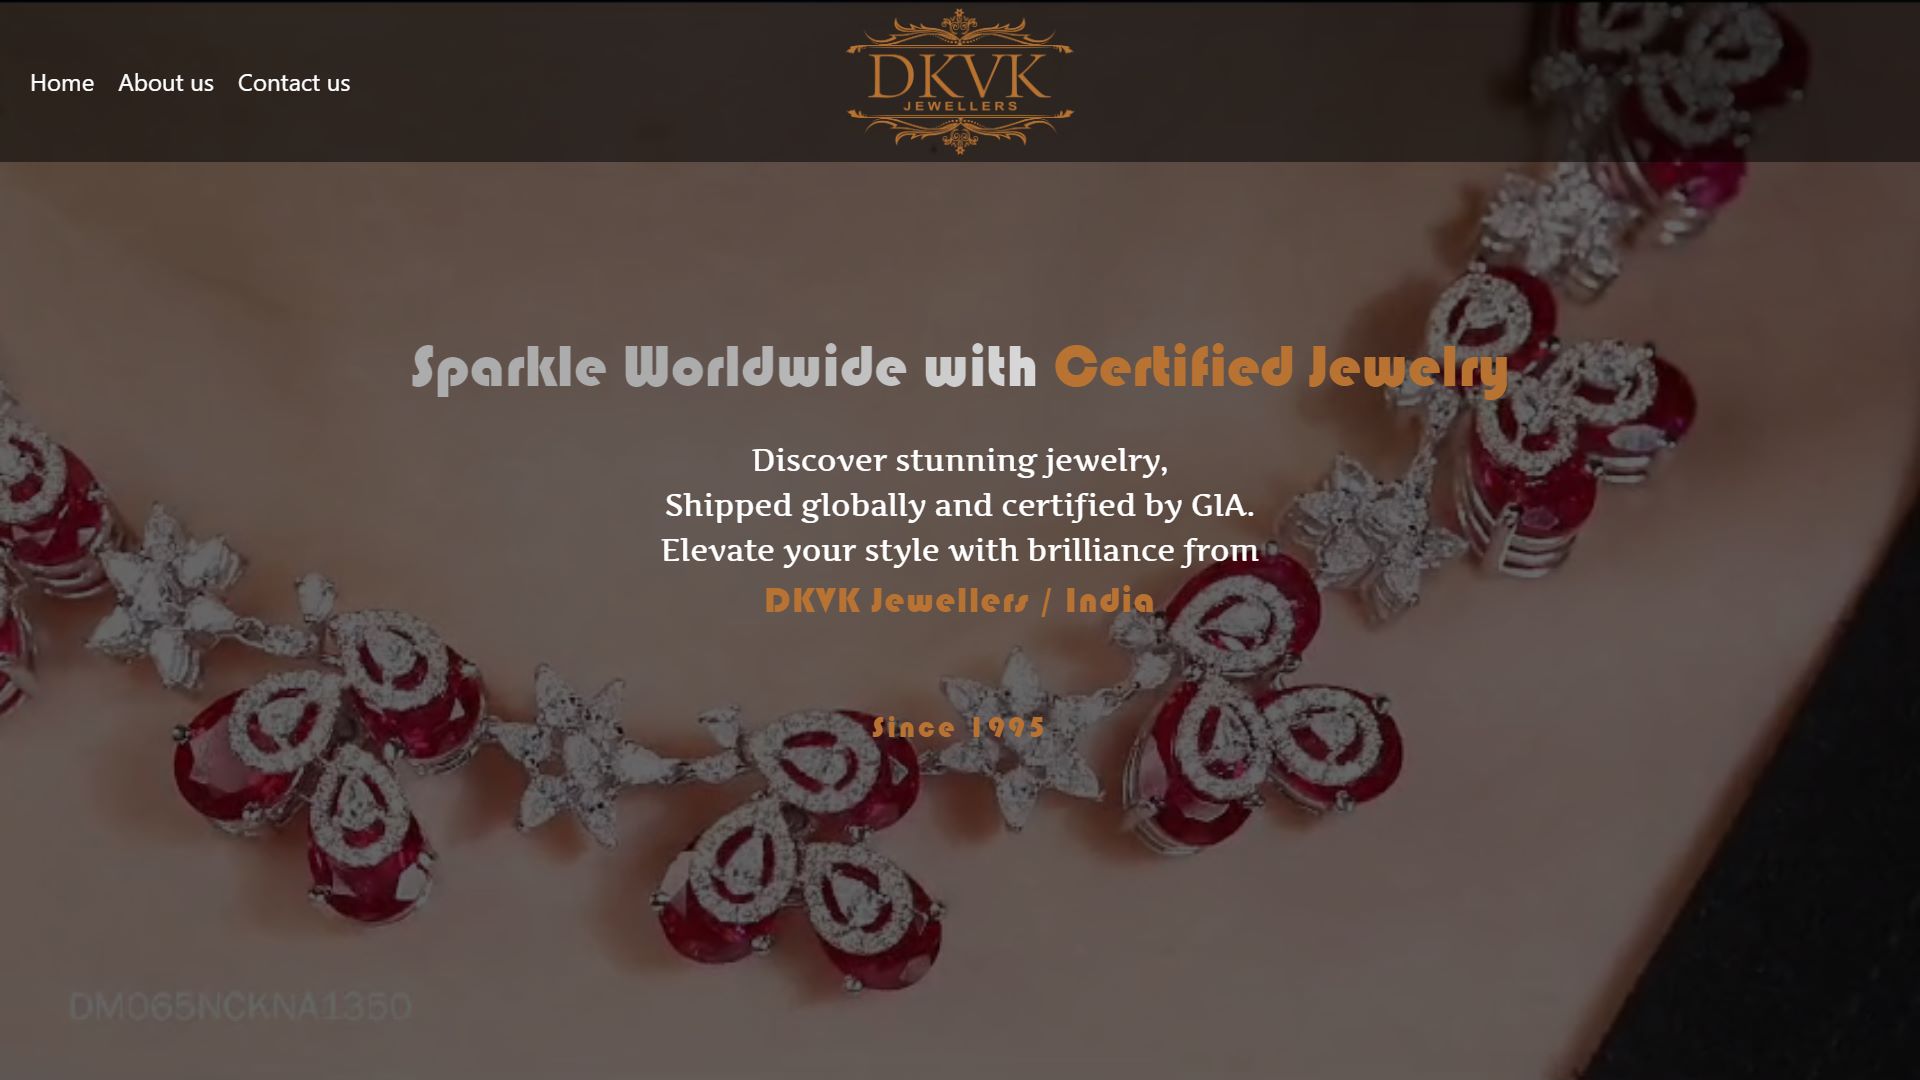 Home About us Contact us
DKVK
JEWELLERS
Sparkle Worldwide with Certified Jewelry
Discover stunning jewelry,
Shipped globally and certified by GIA.
Elevate your style with brilliance from
DKVK Jewellers / India
Since 1995
DM065NCKNA1350